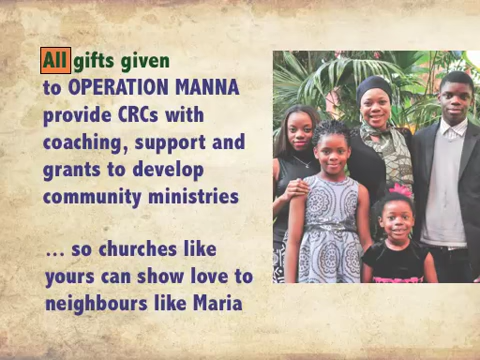 All gifts given
to OPERATION MANNA
provide CRCs with
coaching, support and
grants to develop
community ministries
... so churches like
yours can show love to
neighbours like Maria